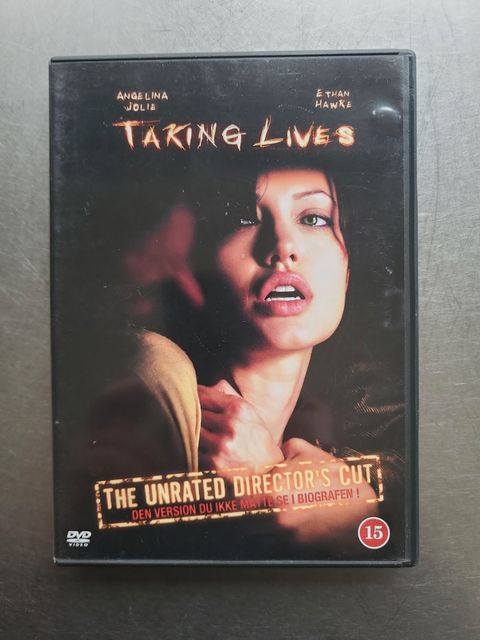 ANGELINA
JOLIE
ETHAN
HAWKE
TAKING LIVES
THE UNRATED DIRECTOR'S CUT
DEN VERSION DU IKKE MÅTTE SE I BIOGRAFEN !
DVD
VIDEO
15